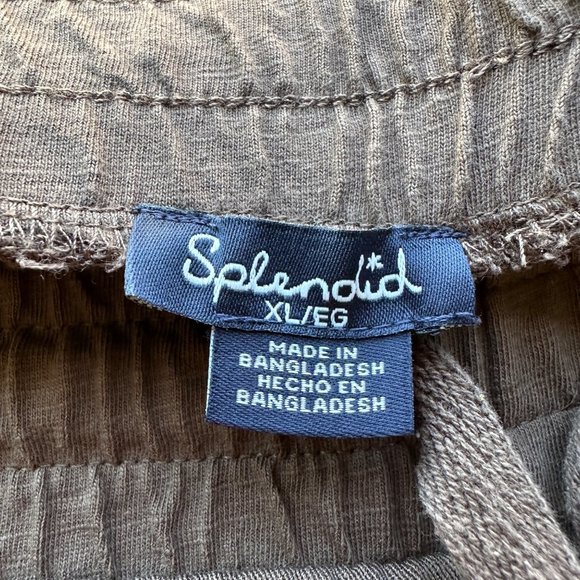 Splendid*
XL/EG
MADE IN
BANGLADESH
HECHO EN
BANGLADESH